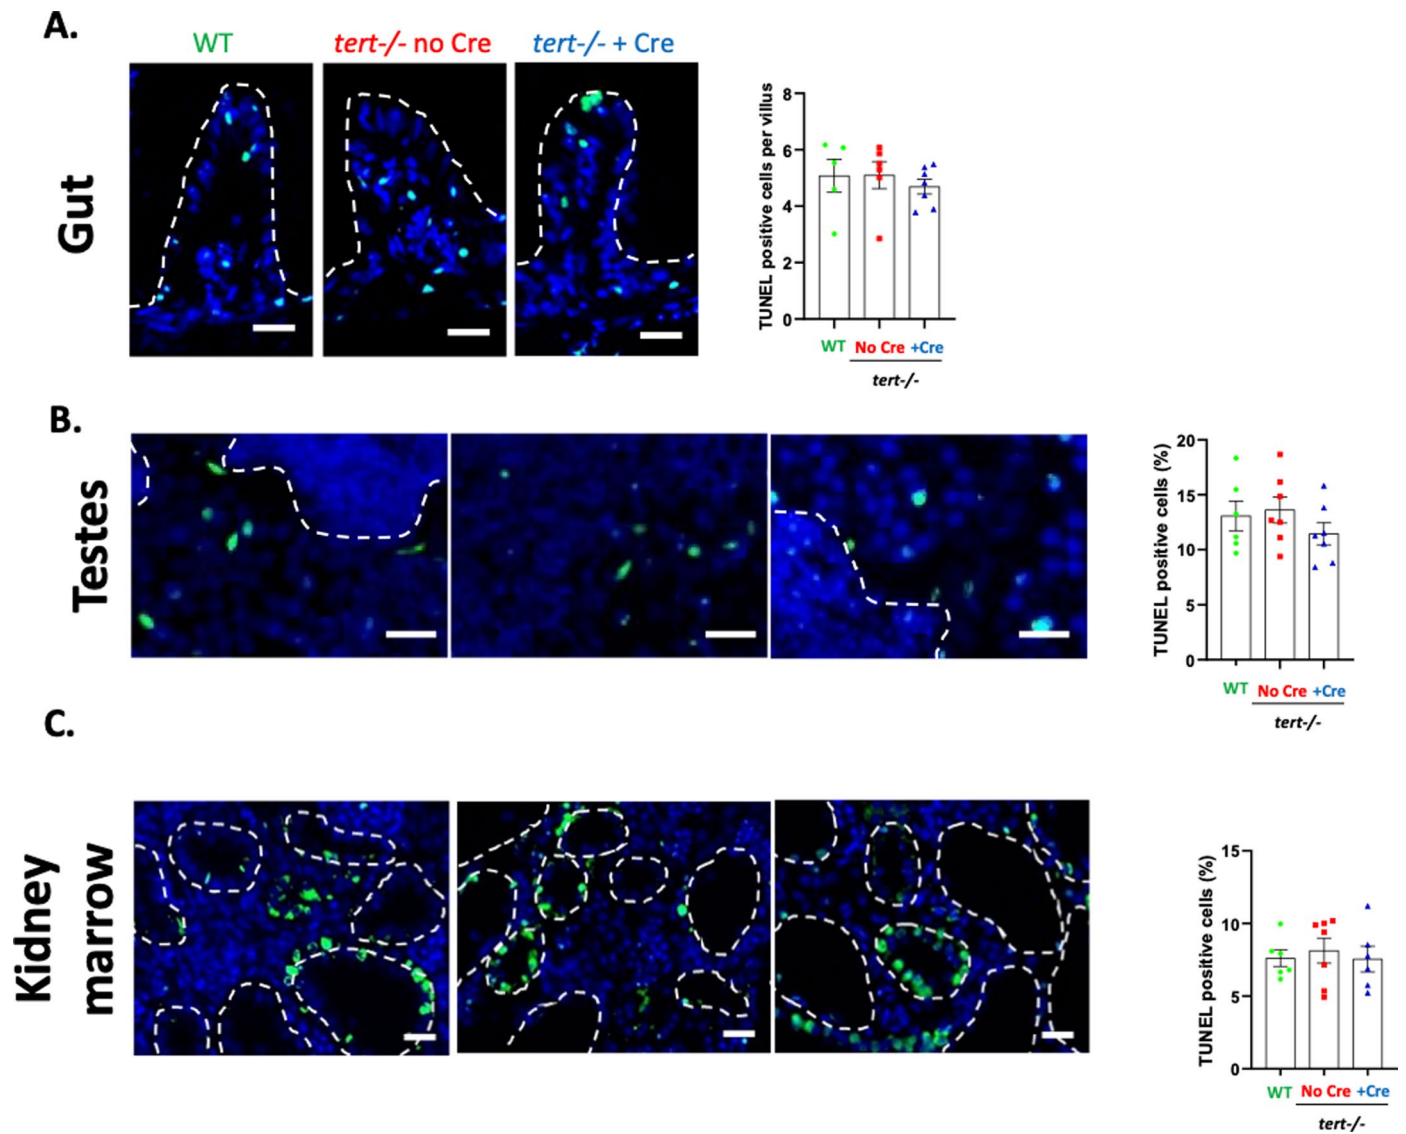 A.
WT
tert-/- no Cre
tert-/- + Cre
Gut
TUNEL positive cells per villus
8
6
4
2
0
WT No Cre +Cre
tert-/-
B.
Testes
TUNEL positive cells (%)
20
15
10
5
0
WT No Cre +Cre
tert-/-
C.
Kidney
marrow
TUNEL positive cells (%)
15
10
5
0
WT No Cre +Cre
tert-/-